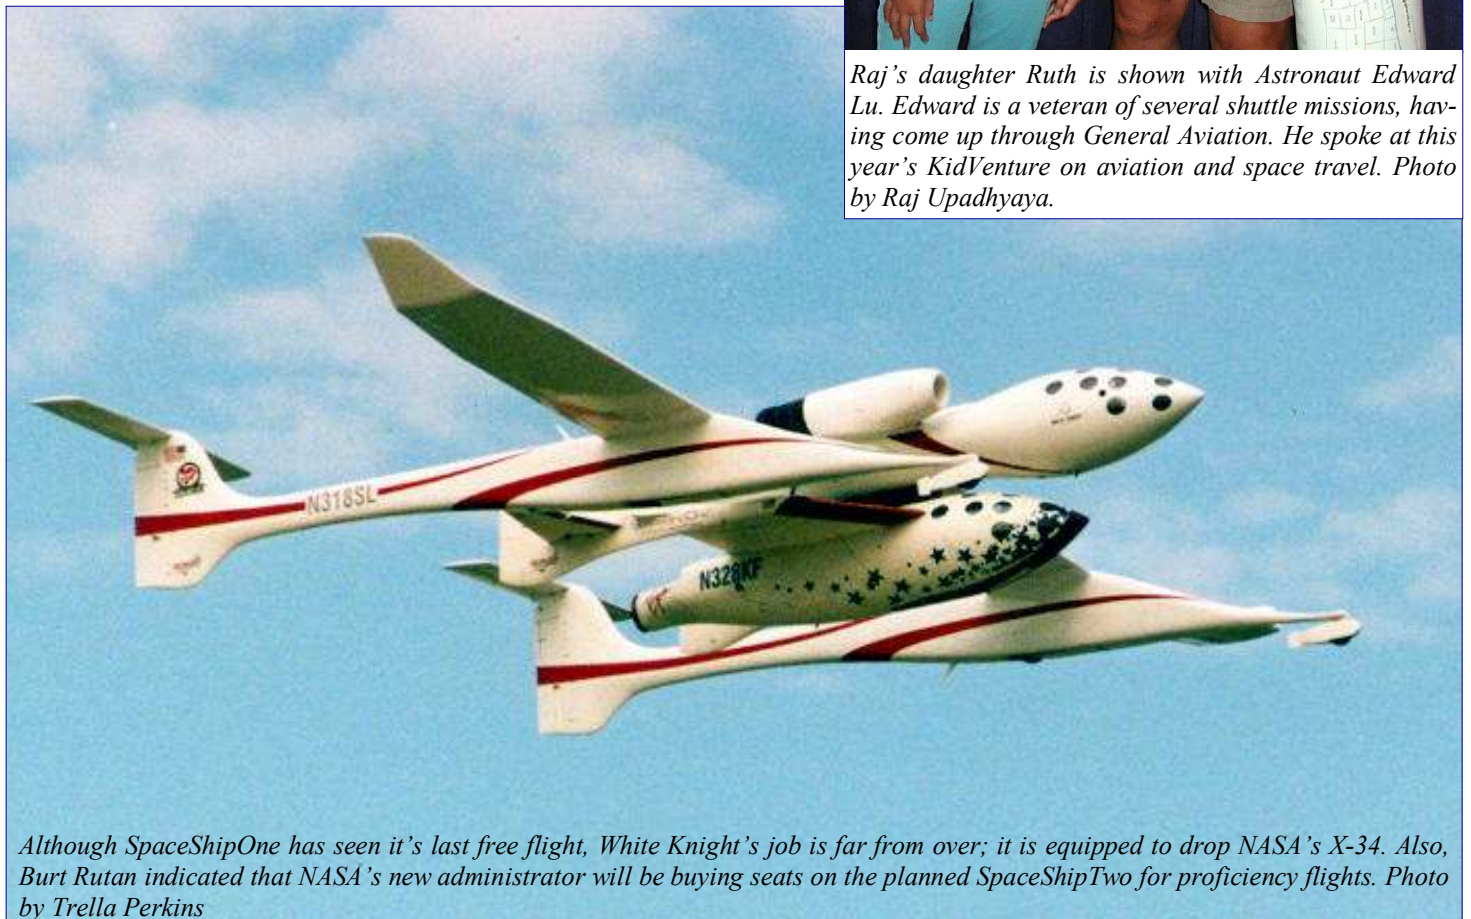 Raj's daughter Ruth is shown with Astronaut Edward
Lu. Edward is a veteran of several shuttle missions, hav-
ing come up through General Aviation. He spoke at this
year's KidVenture on aviation and space travel. Photo
by Raj Upadhyaya.
N318SL
N328KF
Although SpaceShipOne has seen it's last free flight, White Knight's job is far from over; it is equipped to drop NASA's X-34. Also,
Burt Rutan indicated that NASA's new administrator will be buying seats on the planned SpaceShipTwo for proficiency flights. Photo
by Trella Perkins